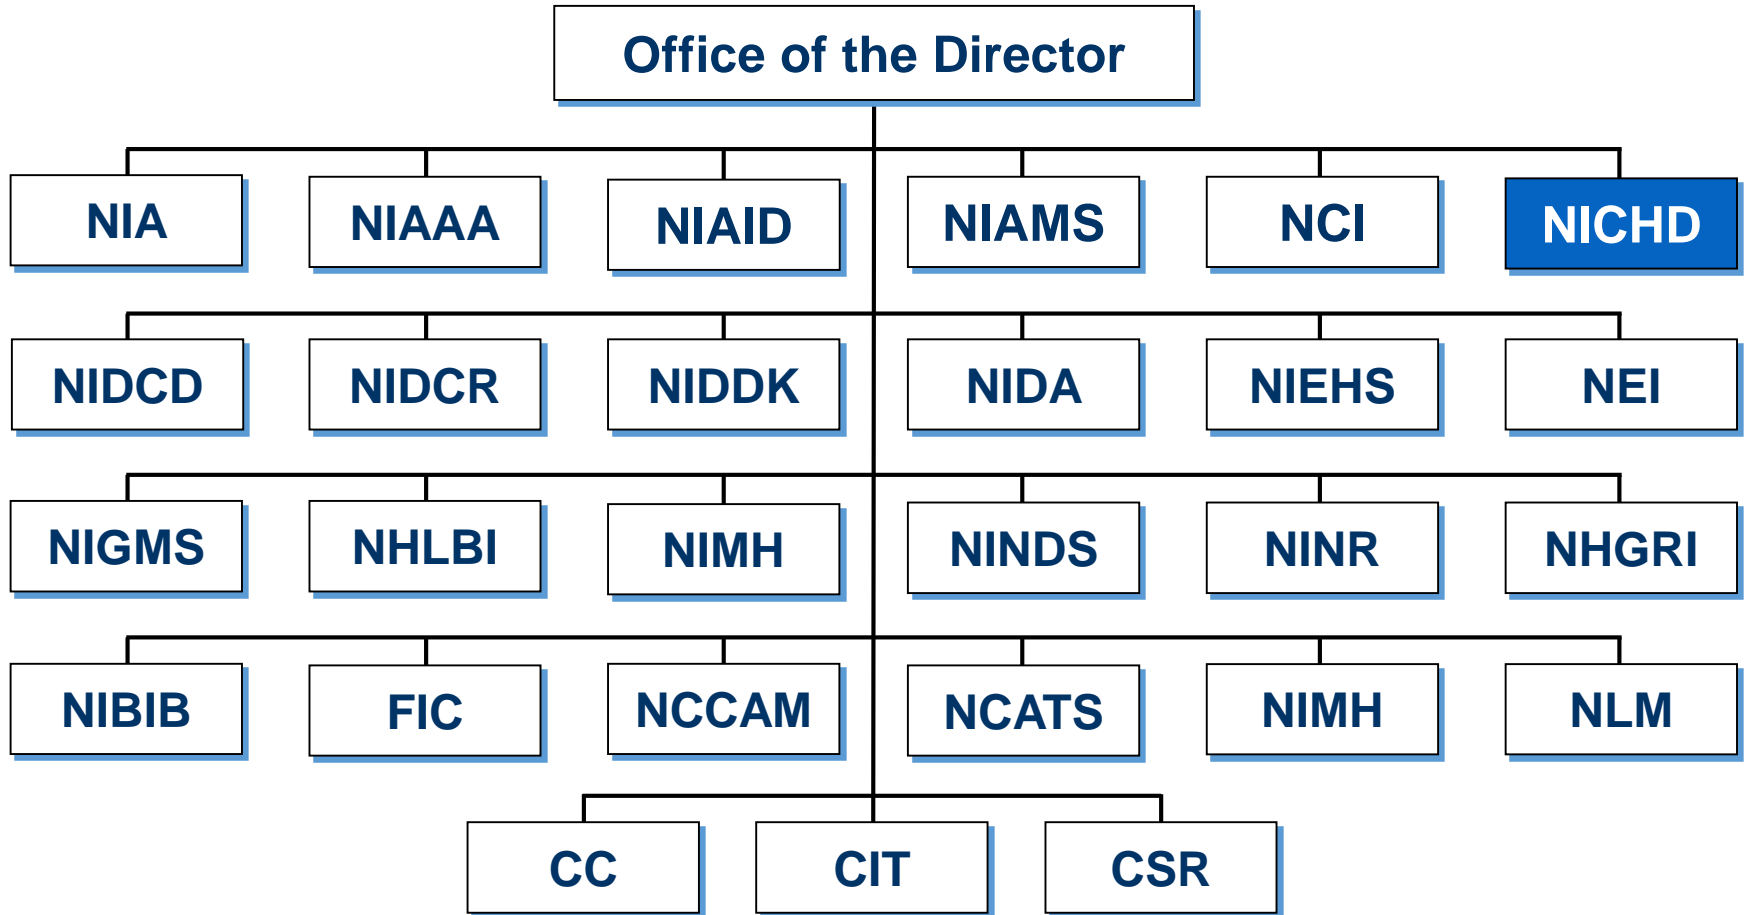 Office of the Director
NIA
NIAAA
NIAID
NIAMS
NCI
NICHD
NIDCD
NIDCR
NIDDK
NIDA
NIEHS
NEI
NIGMS
NHLBI
NIMH
NINDS
NINR
NHGRI
NIBIB
FIC
NCCAM
NCATS
NIMH
NLM
CC
CIT
CSR